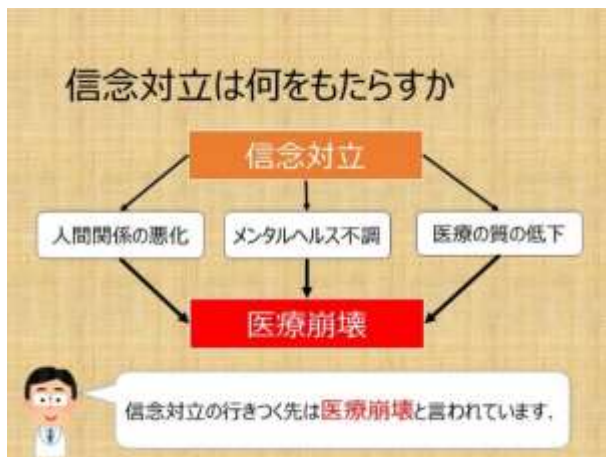 信念対立は何をもたらすか
信念対立
人間関係の悪化
メンタルヘルス不調
医療の質の低下
医療崩壊
信念対立の行きつく先は医療崩壊と言われています.